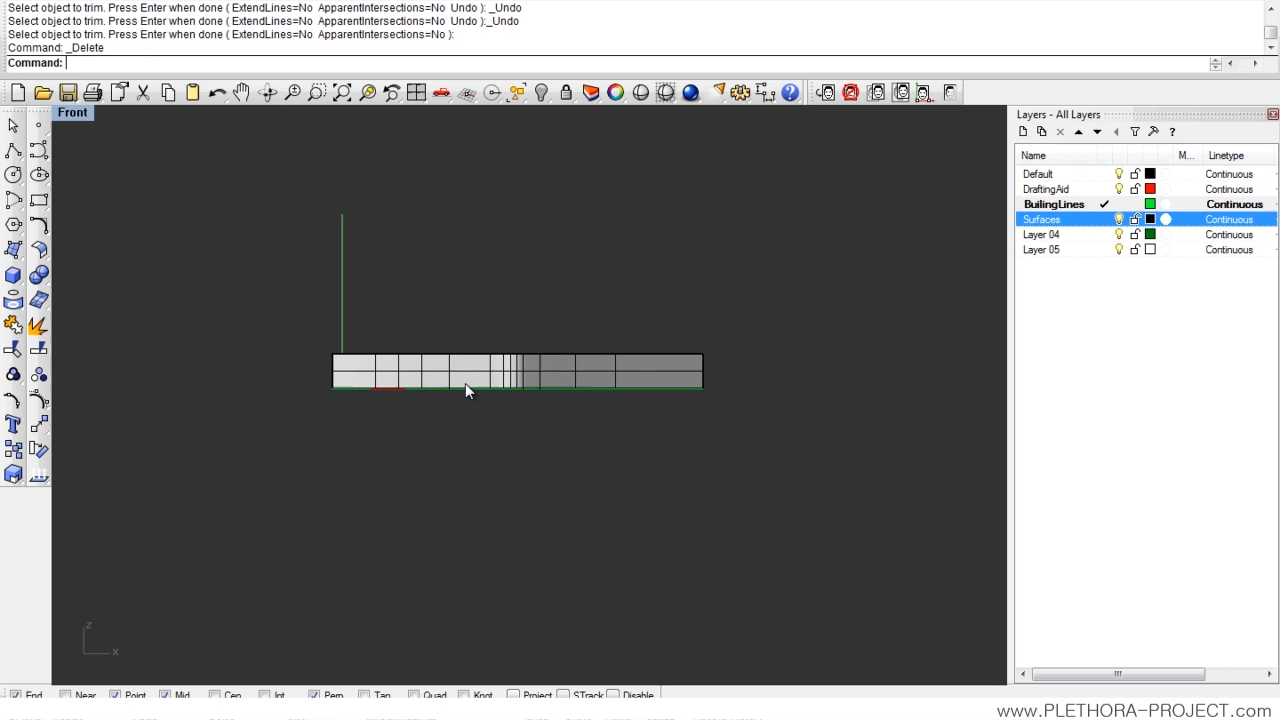 Select object to trim. Press Enter when done ( ExtendLines=No  ApparentIntersections=No  Undo ): _Undo
Select object to trim. Press Enter when done ( ExtendLines=No  ApparentIntersections=No  Undo ):_Undo
Select object to trim. Press Enter when done ( ExtendLines=No  ApparentIntersections=No ):
Command: _Delete
Command:
Front
Layers - All Layers
Name M... Linetype
Default Continuous
DraftingAid Continuous
BuilingLines Continuous
Surfaces Continuous
Layer 04 Continuous
Layer 05 Continuous
z
x
End Near Point Mid Cen Int Perp Tan Quad Knot Project STrack Disable
www.PLETHORA-PROJECT.com